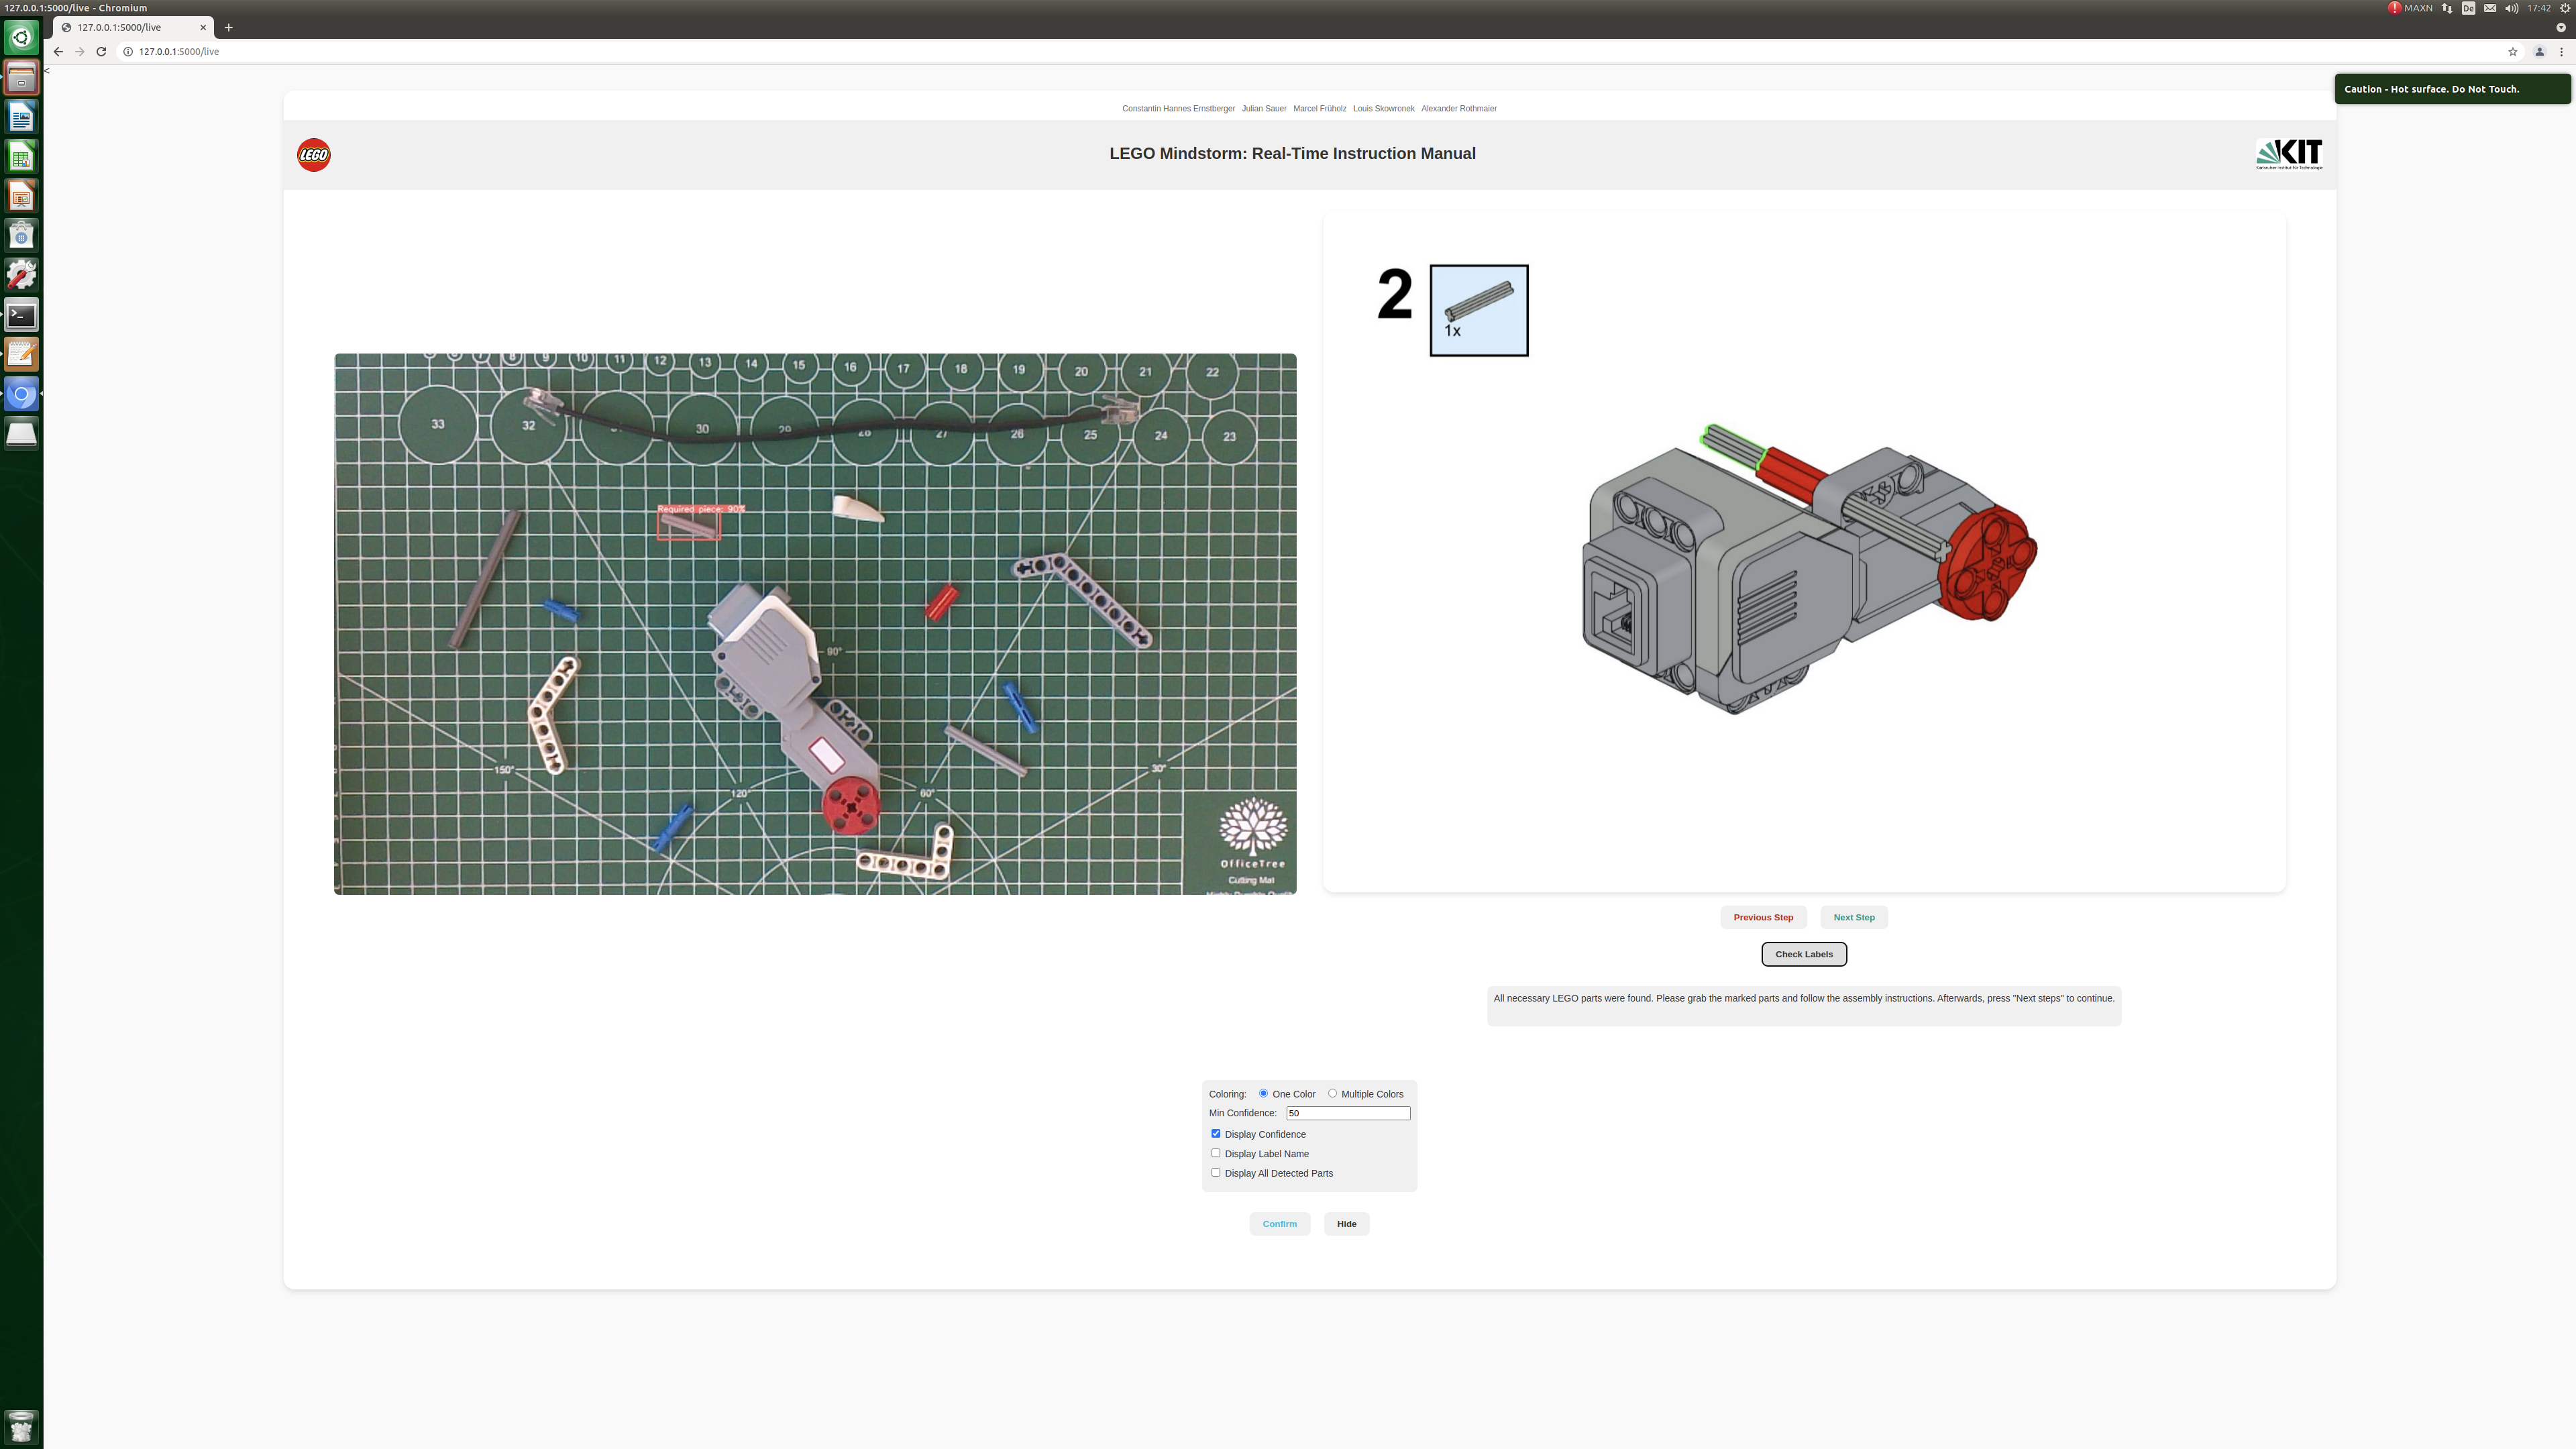 127.0.0.1:5000/live - Chromium
MAXN De 17:42
127.0.0.1:5000/live
127.0.0.1:5000/live
<
Caution - Hot surface. Do Not Touch.
Constantin Hannes Ernstberger Julian Sauer Marcel Früholz Louis Skowronek Alexander Rothmaier
LEGO
LEGO Mindstorm: Real-Time Instruction Manual
KIT
Karlsruher Institut für Technologie
2
1x
8 9 10 11 12 13 14 15 16 17 18 19 20 21 22
33 32 30 29 28 27 26 25 24 23
Required piece: 90%
90°
150° 120° 60° 30°
OfficeTree
Cutting Mat
Previous Step Next Step
Check Labels
All necessary LEGO parts were found. Please grab the marked parts and follow the assembly instructions. Afterwards, press "Next steps" to continue.
Coloring: One Color Multiple Colors
Min Confidence: 50
Display Confidence
Display Label Name
Display All Detected Parts
Confirm Hide